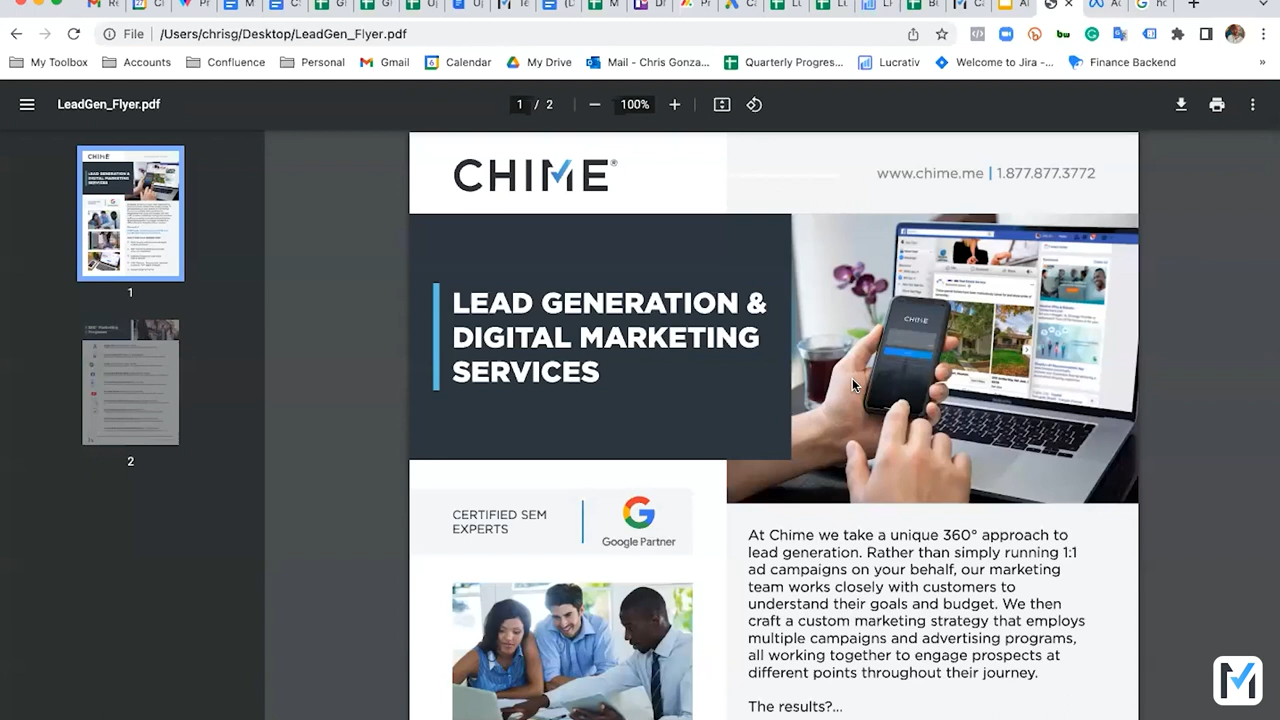 File
/Users/chrisg/Desktop/LeadGen_Flyer.pdf
My Toolbox
Accounts
Confluence
Personal
Gmail
Calendar
My Drive
Mail - Chris Gonza...
Quarterly Progres...
Lucrativ
Welcome to Jira -...
Finance Backend
»
LeadGen_Flyer.pdf
1 / 2
100%
1
2
CHIME®
www.chime.me | 1.877.877.3772
LEAD GENERATION &
DIGITAL MARKETING
SERVICES
CHIME
CERTIFIED SEM
EXPERTS
Google Partner
At Chime we take a unique 360° approach to
lead generation. Rather than simply running 1:1
ad campaigns on your behalf, our marketing
team works closely with customers to
understand their goals and budget. We then
craft a custom marketing strategy that employs
multiple campaigns and advertising programs,
all working together to engage prospects at
different points throughout their journey.
The results?...